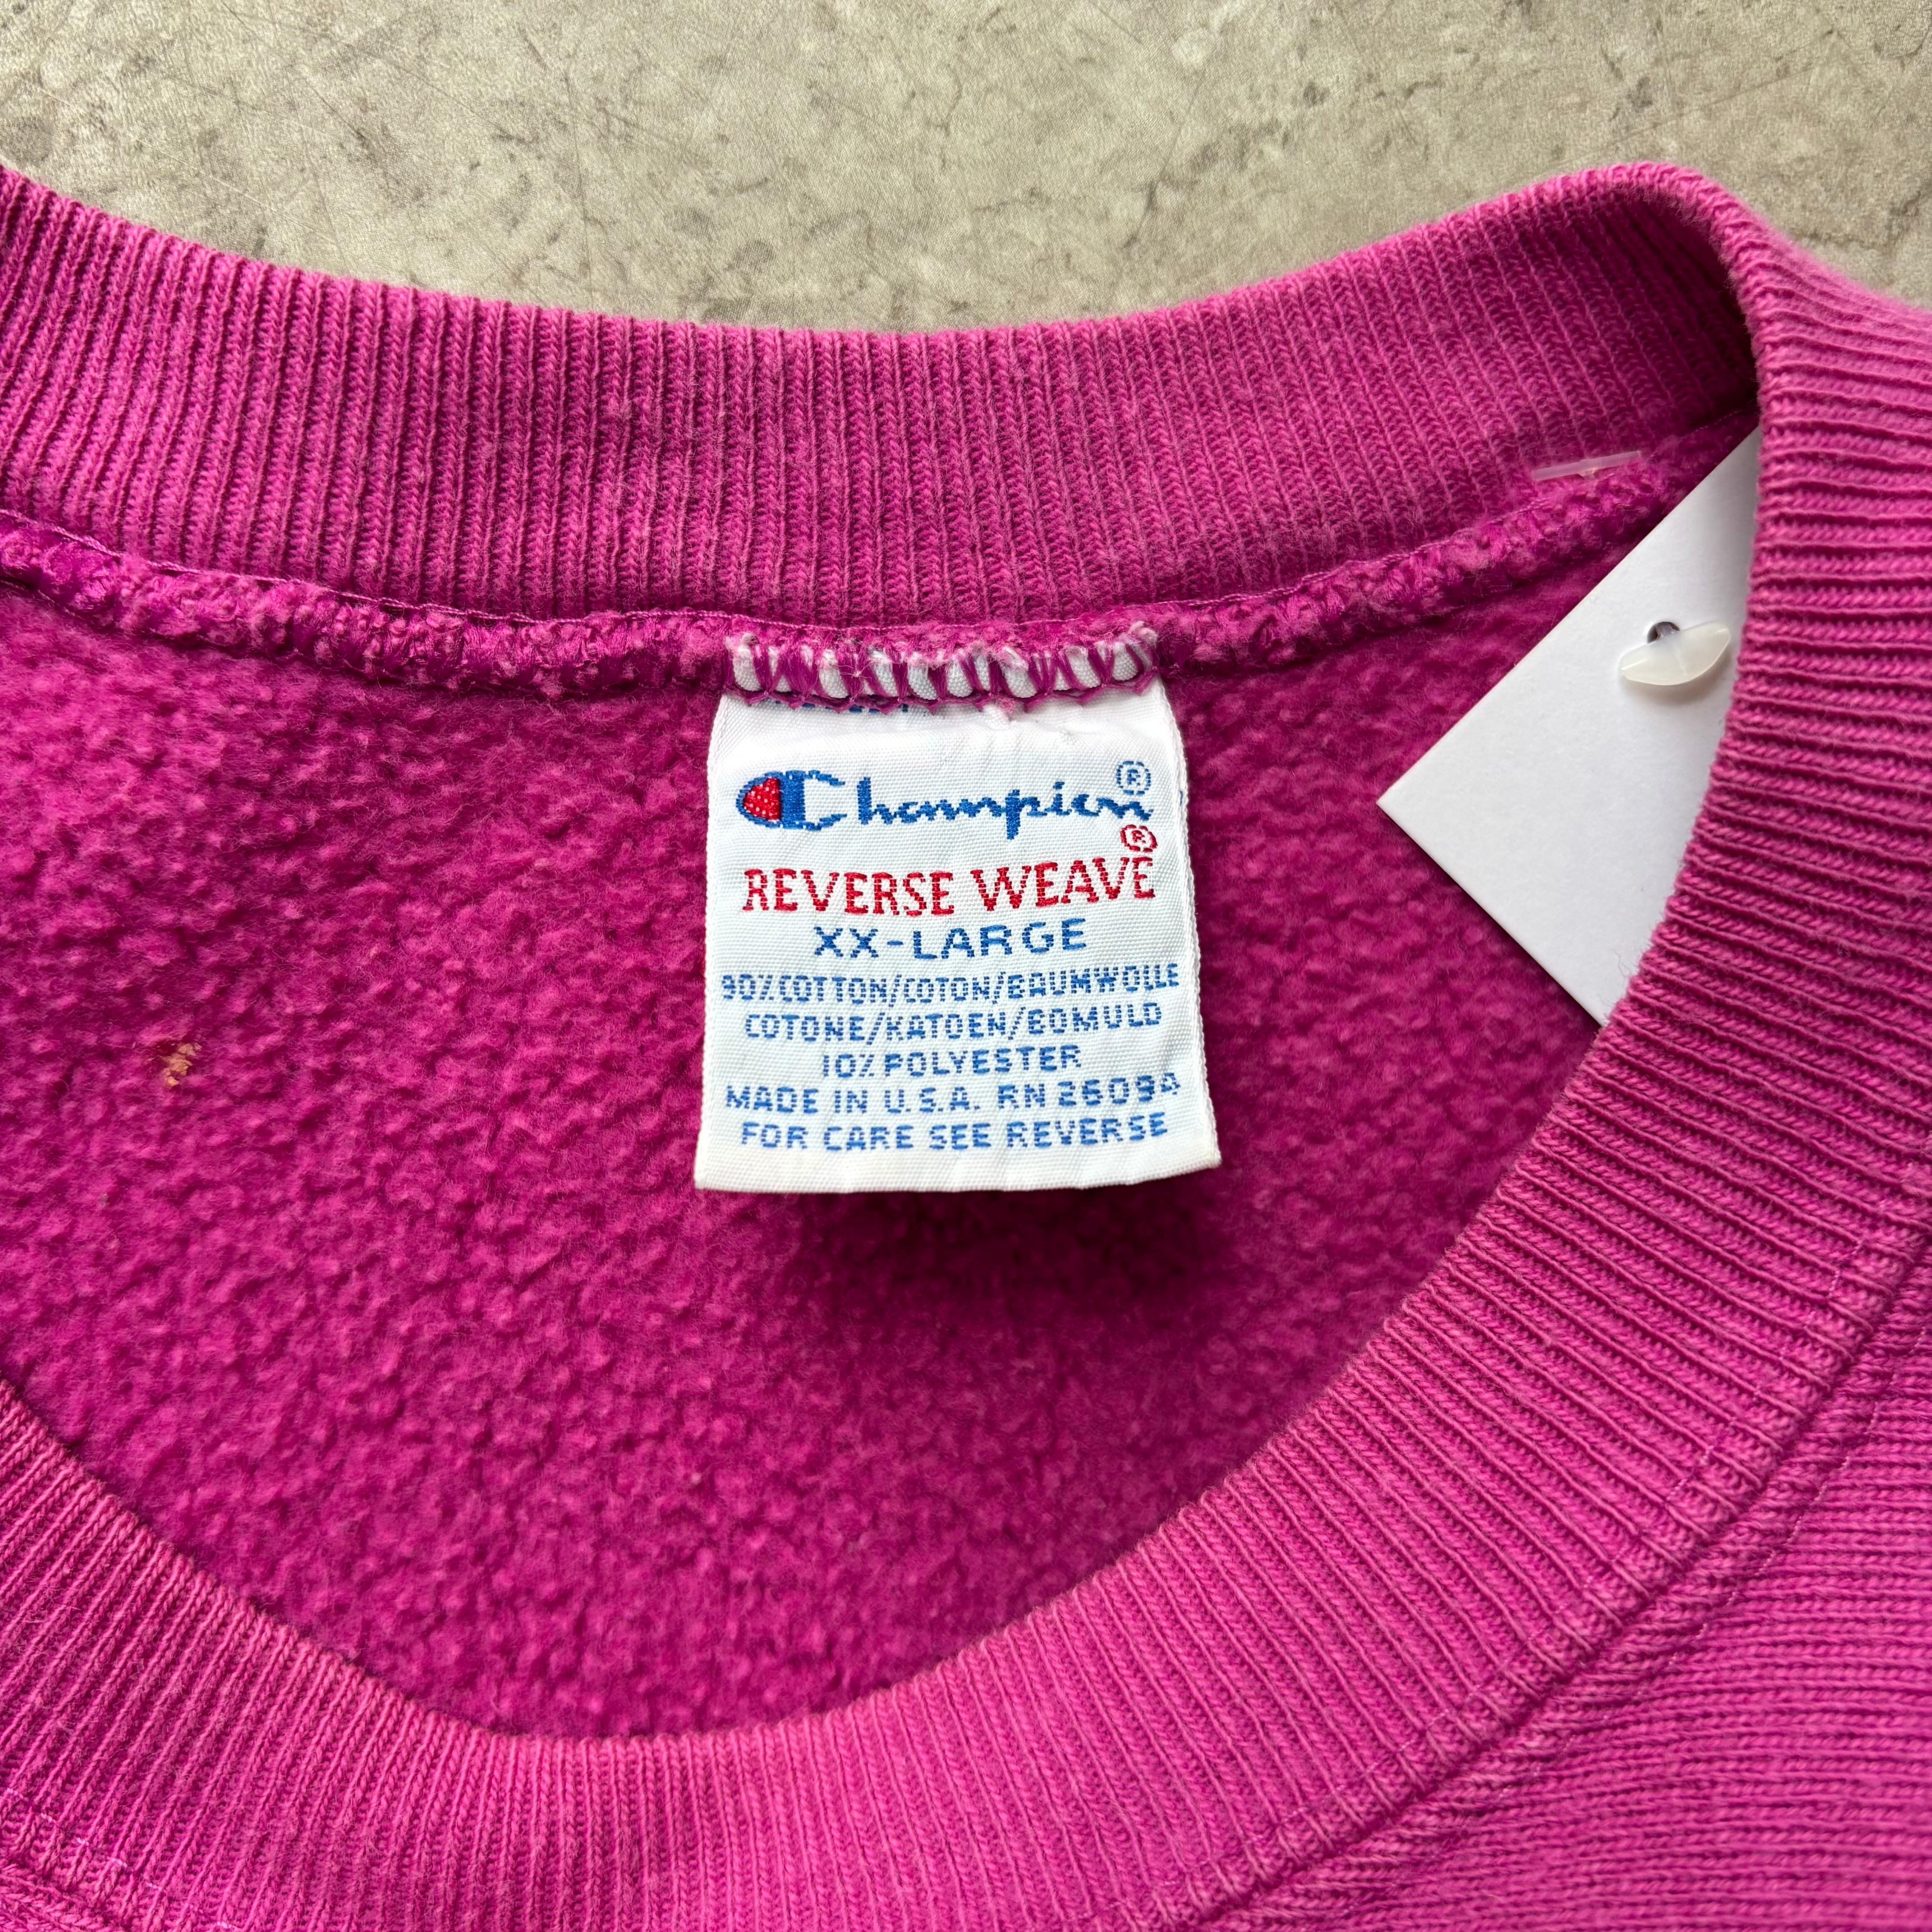 Champion®
REVERSE WEAVE®
XX-LARGE
90% COTTON/COTON/BAUMWOLLE
COTONE/KATOEN/BOMULD
10% POLYESTER
MADE IN U.S.A. RN 26094
FOR CARE SEE REVERSE